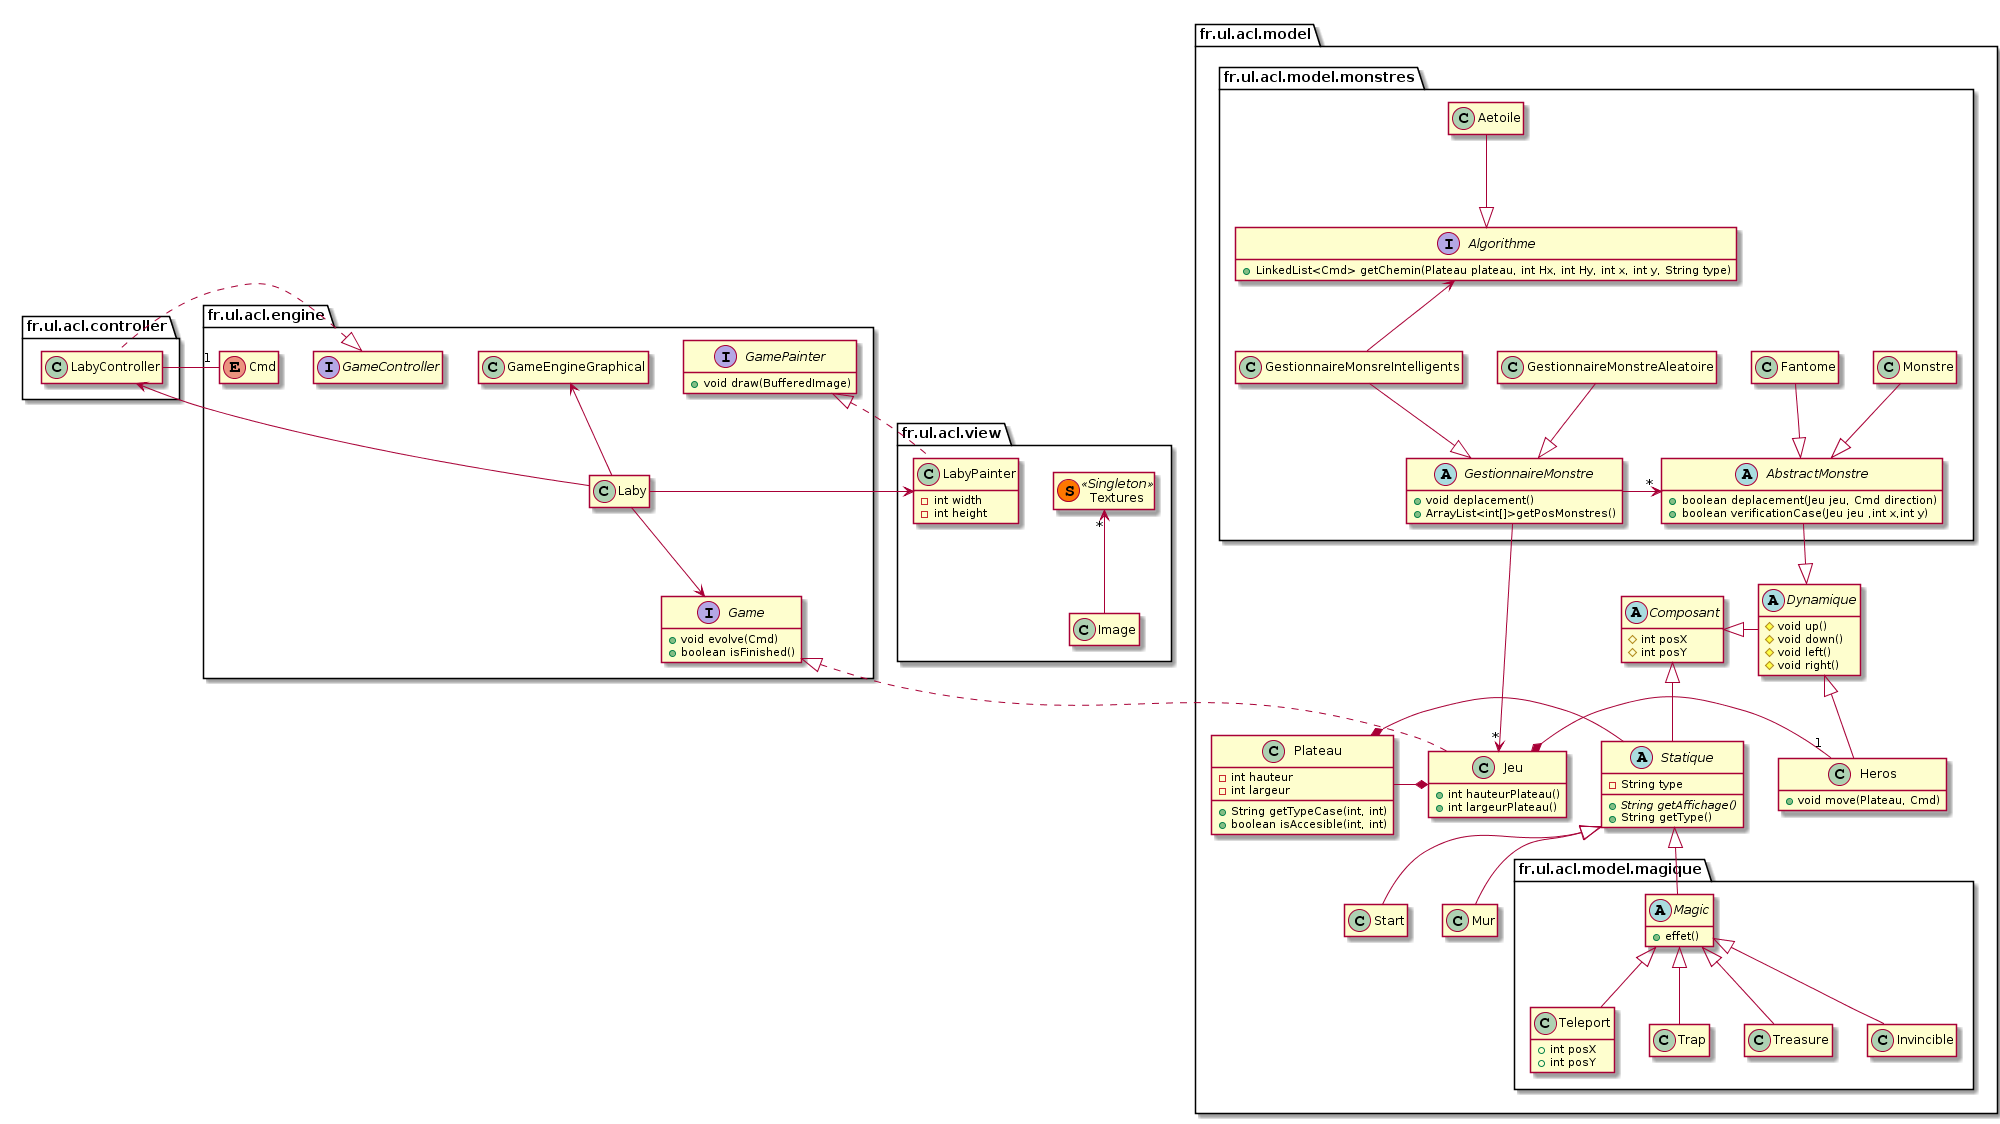 fr.ul.acl.model
fr.ul.acl.model.monstres
C Aetoile
I Algorithme
LinkedList<Cmd> getChemin(Plateau plateau, int Hx, int Hy, int x, int y, String type)
C GestionnaireMonsreIntelligents
C GestionnaireMonstreAleatoire
C Fantome
C Monstre
A GestionnaireMonstre
void deplacement()
ArrayList<int[]>getPosMonstres()
*
A AbstractMonstre
boolean deplacement(Jeu jeu, Cmd direction)
boolean verificationCase(Jeu jeu ,int x,int y)
fr.ul.acl.controller
C LabyController
1
fr.ul.acl.engine
E Cmd
I GameController
C GameEngineGraphical
I GamePainter
void draw(BufferedImage)
C Laby
I Game
void evolve(Cmd)
boolean isFinished()
fr.ul.acl.view
C LabyPainter
int width
int height
S «Singleton»
Textures
*
C Image
A Composant
int posX
int posY
A Dynamique
void up()
void down()
void left()
void right()
C Plateau
int hauteur
int largeur
String getTypeCase(int, int)
boolean isAccesible(int, int)
*
C Jeu
int hauteurPlateau()
int largeurPlateau()
A Statique
String type
String getAffichage()
String getType()
1
C Heros
void move(Plateau, Cmd)
C Start
C Mur
fr.ul.acl.model.magique
A Magic
effet()
C Teleport
int posX
int posY
C Trap
C Treasure
C Invincible